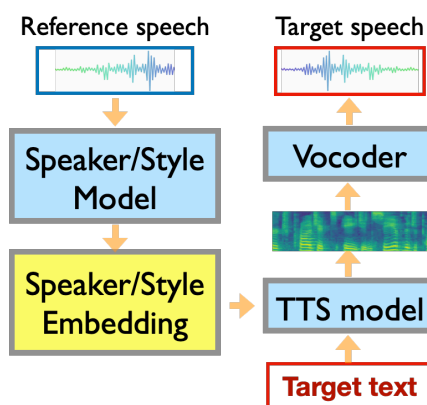 Reference speech
Speaker/Style
Model
Speaker/Style
Embedding
Target speech
Vocoder
TTS model
Target text